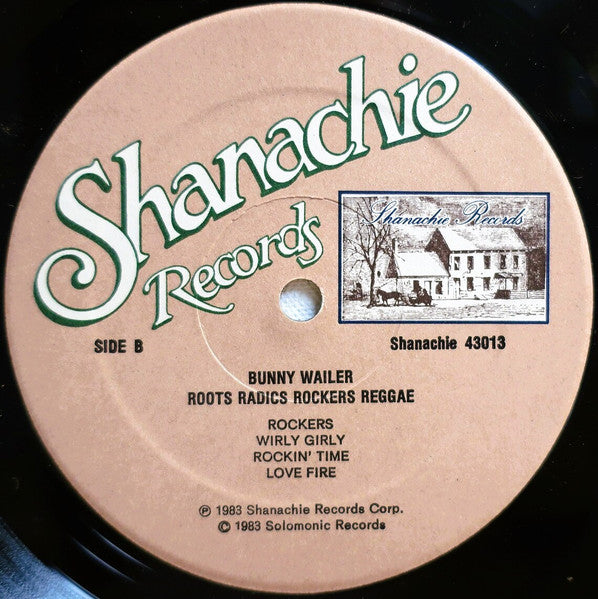 Shanachie
Records
Shanachie Records
SIDE B
Shanachie 43013
BUNNY WAILER
ROOTS RADICS ROCKERS REGGAE
ROCKERS
WIRLY GIRLY
ROCKIN' TIME
LOVE FIRE
℗ 1983 Shanachie Records Corp.
© 1983 Solomonic Records